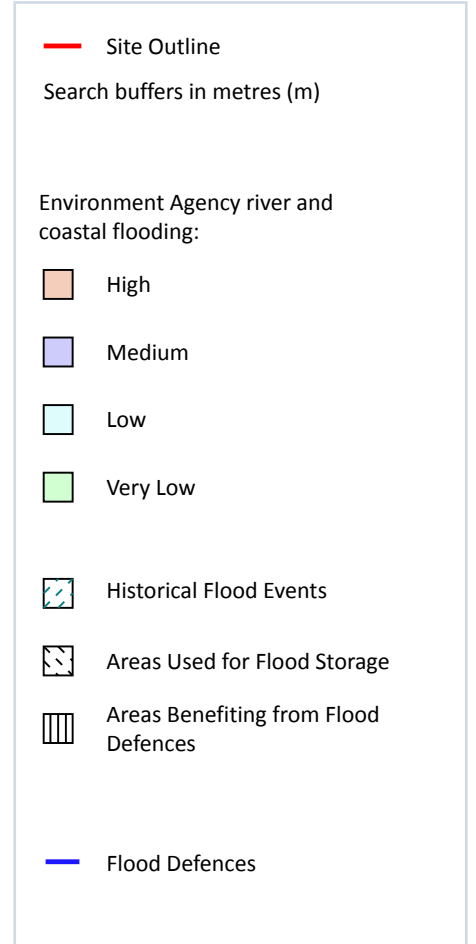 Site Outline
Search buffers in metres (m)
Environment Agency river and
coastal flooding:
High
Medium
Low
Very Low
Historical Flood Events
Areas Used for Flood Storage
Areas Benefiting from Flood
Defences
Flood Defences